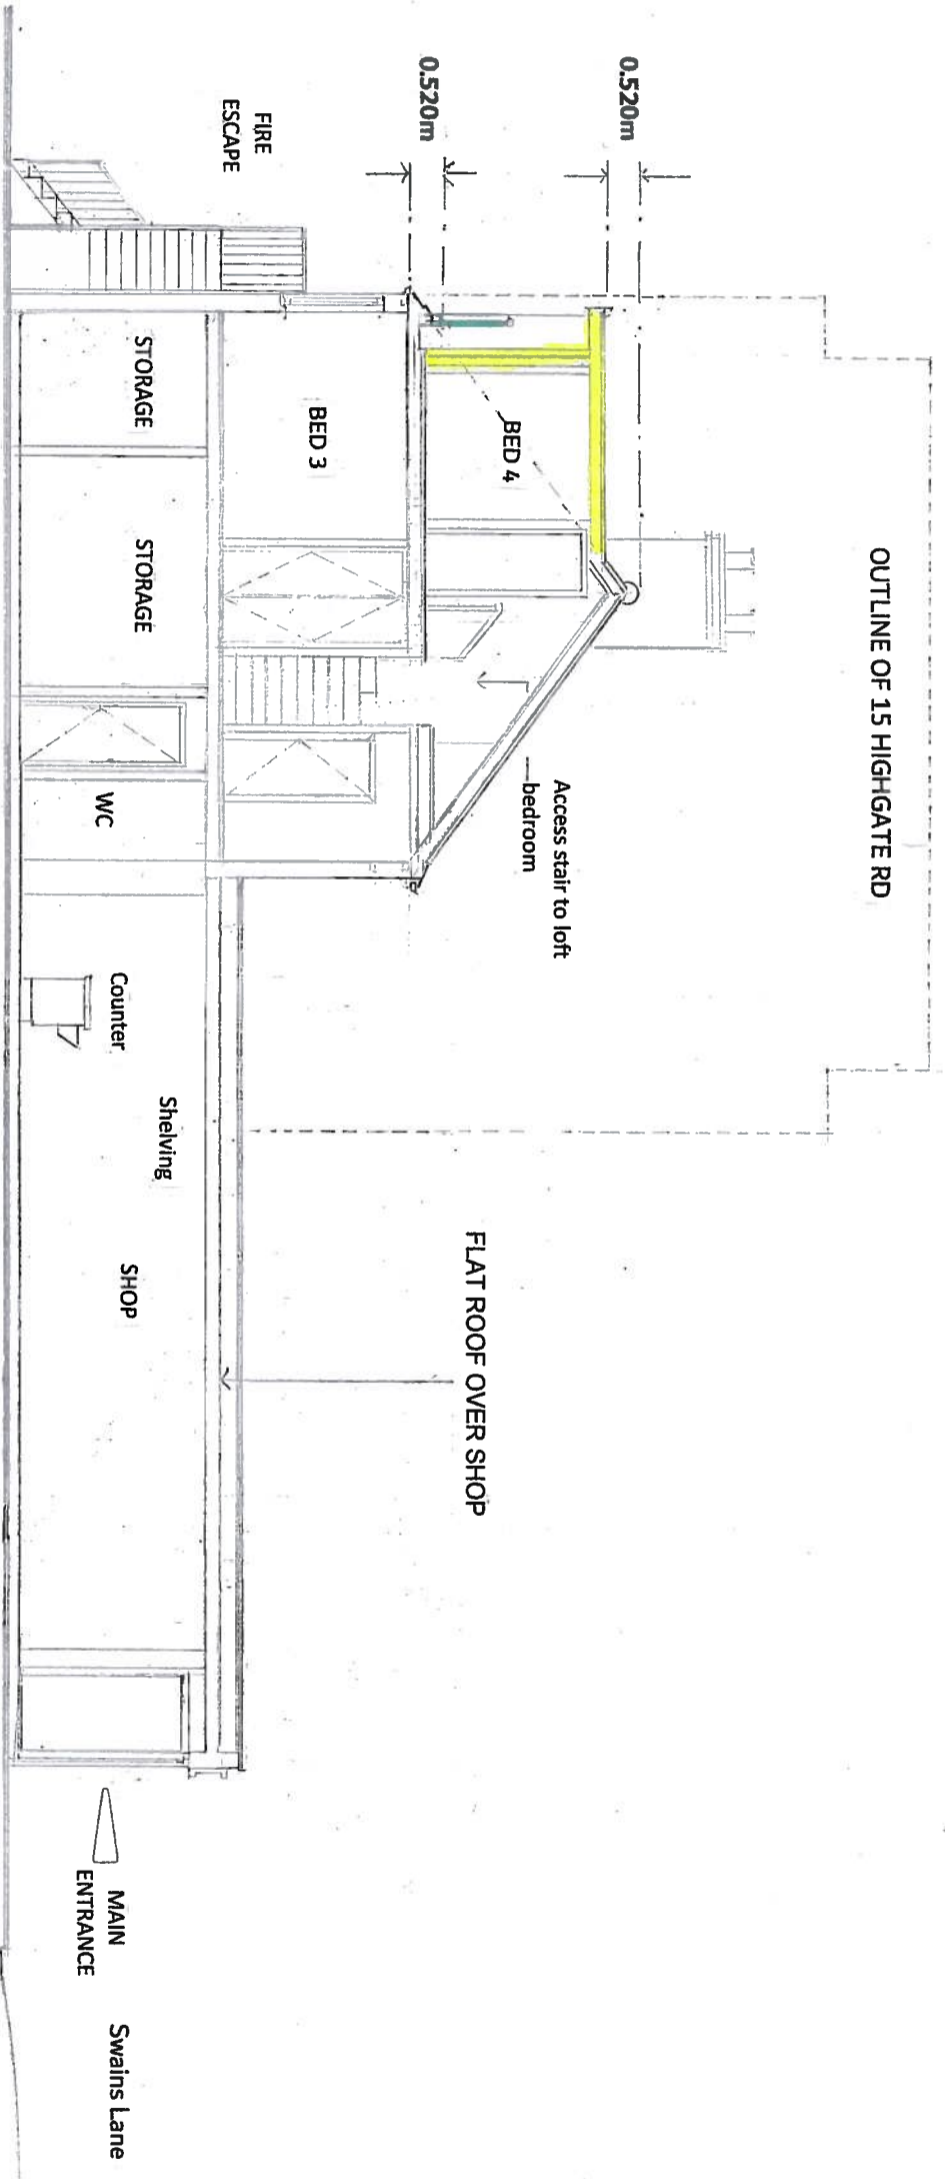 OUTLINE OF 15 HIGHGATE RD
0.520m
0.520m
FIRE
ESCAPE
BED 4
BED 3
Access stair to loft
bedroom
FLAT ROOF OVER SHOP
STORAGE
STORAGE
WC
Counter
Shelving
SHOP
MAIN
ENTRANCE
Swains Lane